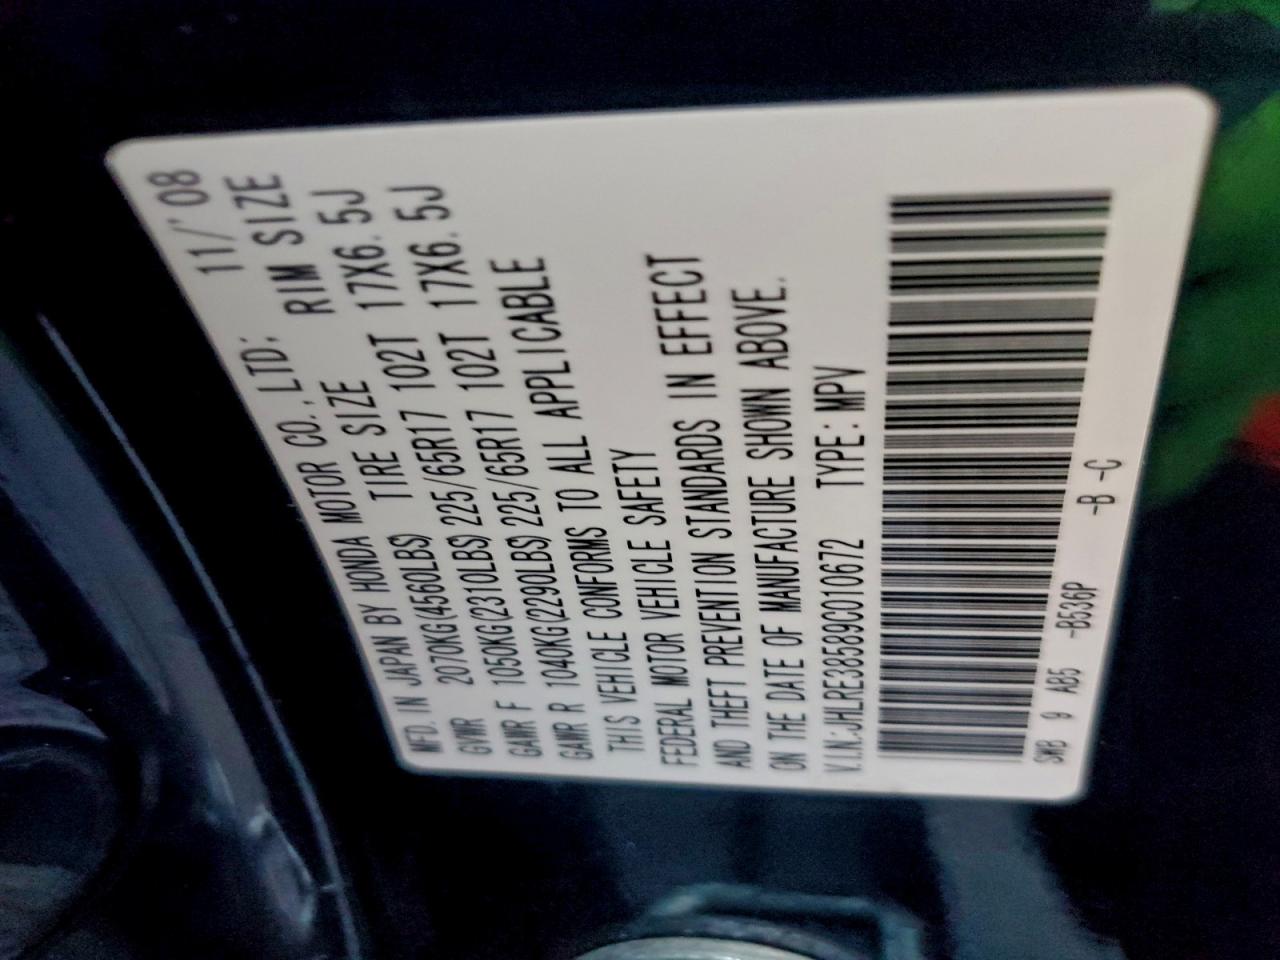 MFD. IN JAPAN BY HONDA MOTOR CO., LTD: 11/'08
GVWR 2070KG(4560LBS) TIRE SIZE RIM SIZE
GAWR F 1050KG(2310LBS) 225/65R17 102T 17X6.5J
GAWR R 1040KG(2290LBS) 225/65R17 102T 17X6.5J
THIS VEHICLE CONFORMS TO ALL APPLICABLE
FEDERAL MOTOR VEHICLE SAFETY
AND THEFT PREVENTION STANDARDS IN EFFECT
ON THE DATE OF MANUFACTURE SHOWN ABOVE.
V.I.N.:JHLRE38589C010672 TYPE: MPV
SWB 9 AB5 -B536P -B -C